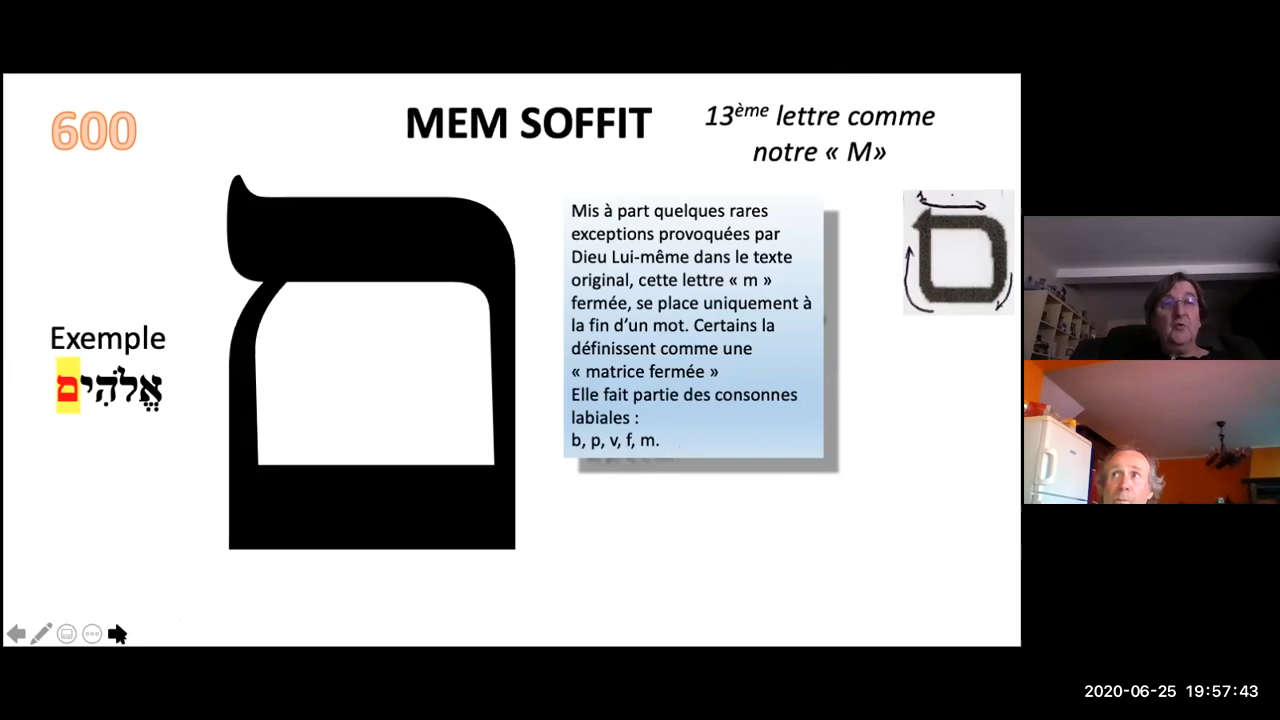 600
MEM SOFFIT
13ème lettre comme
notre « M»
ם
Mis à part quelques rares
exceptions provoquées par
Dieu Lui-même dans le texte
original, cette lettre « m »
fermée, se place uniquement à
la fin d’un mot. Certains la
définissent comme une
« matrice fermée »
Elle fait partie des consonnes
labiales :
b, p, v, f, m.
ם
Exemple
אֱלֹהִים
2020-06-25 19:57:43